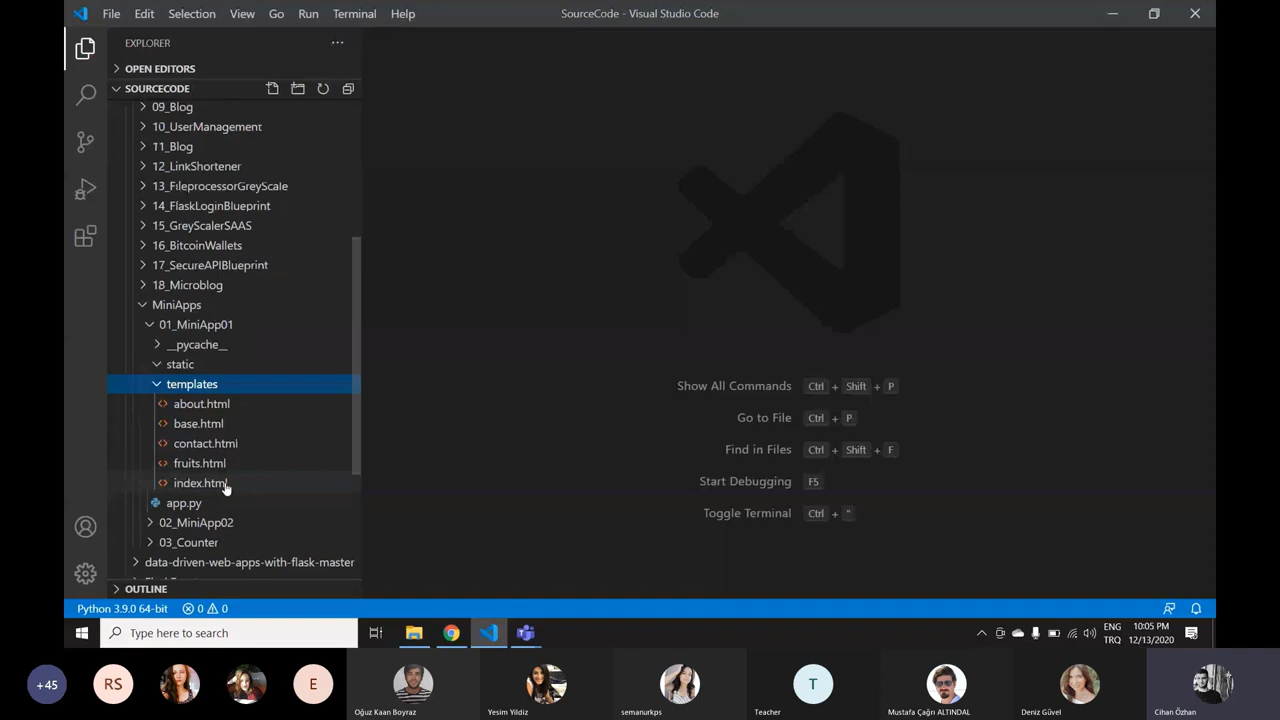 File Edit Selection View Go Run Terminal Help
SourceCode - Visual Studio Code
EXPLORER
OPEN EDITORS
SOURCECODE
09_Blog
10_UserManagement
11_Blog
12_LinkShortener
13_FileprocessorGreyScale
14_FlaskLoginBlueprint
15_GreyScalerSAAS
16_BitcoinWallets
17_SecureAPIBlueprint
18_Microblog
MiniApps
01_MiniApp01
__pycache__
static
templates
about.html
base.html
contact.html
fruits.html
index.html
app.py
02_MiniApp02
03_Counter
data-driven-web-apps-with-flask-master
OUTLINE
Show All Commands Ctrl + Shift + P
Go to File Ctrl + P
Find in Files Ctrl + Shift + F
Start Debugging F5
Toggle Terminal Ctrl + "
Python 3.9.0 64-bit 0 0
Type here to search
ENG
TRQ
10:05 PM
12/13/2020
+45 RS E T
Oğuz Kaan Boyraz Yesim Yildiz semanurkps Teacher Mustafa Çağrı ALTINDAL Deniz Güvel Cihan Özhan